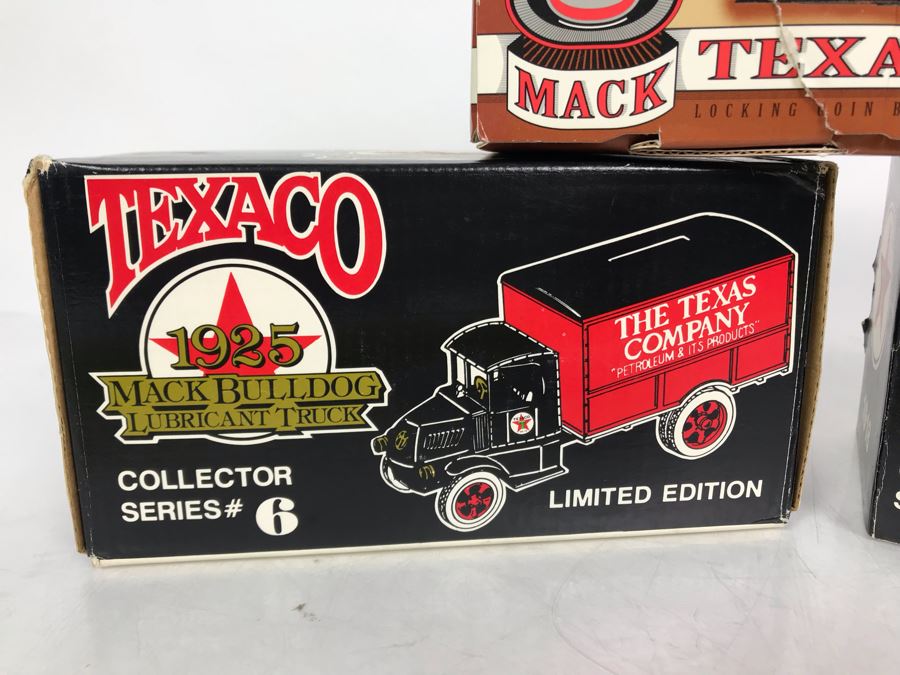 MACK
TEXA
LOCKING COIN B
TEXACO
1925
MACK BULLDOG
LUBRICANT TRUCK
COLLECTOR
SERIES# 6
THE TEXAS
COMPANY
"PETROLEUM & ITS PRODUCTS"
LIMITED EDITION